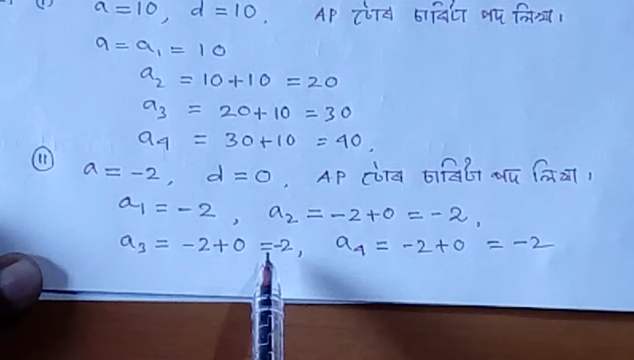 (i) a=10, d=10. AP টোৰ চাৰিটা পদ লিখা।
a=a₁ = 10
a₂ = 10+10 = 20
a₃ = 20+10 = 30
a₄ = 30+10 = 40.
(ii) a=-2, d=0. AP টোৰ চাৰিটা পদ লিখা।
a₁ = -2, a₂ = -2+0 = -2,
a₃ = -2+0 =-2, a₄ = -2+0 = -2